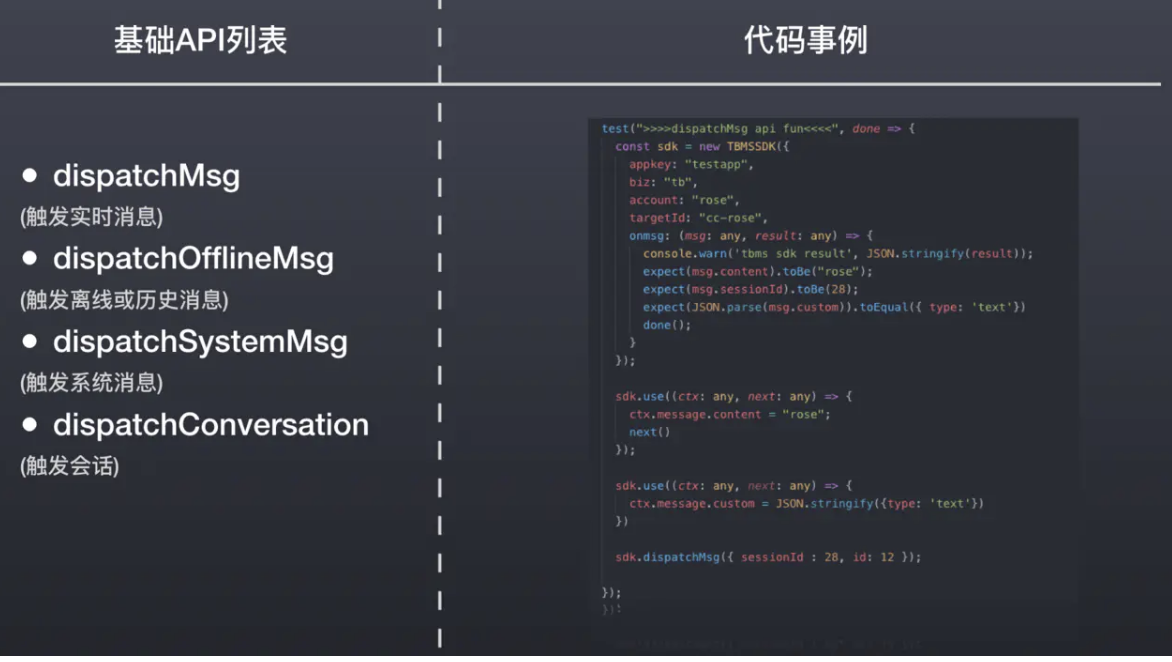 基础API列表
代码事例
dispatchMsg
(触发实时消息)
dispatchOfflineMsg
(触发离线或历史消息)
dispatchSystemMsg
(触发系统消息)
dispatchConversation
(触发会话)
test(">>>>dispatchMsg api fun<<<<", done => {
const sdk = new TBMSSDK({
appkey: "testapp",
biz: "tb",
account: "rose",
targetId: "cc-rose",
onmsg: (msg: any, result: any) => {
console.warn('tbms sdk result', JSON.stringify(result));
expect(msg.content).toBe("rose");
expect(msg.sessionId).toBe(28);
expect(JSON.parse(msg.custom)).toEqual({ type: 'text'})
done();
}
});
sdk.use((ctx: any, next: any) => {
ctx.message.content = "rose";
next()
});
sdk.use((ctx: any, next: any) => {
ctx.message.custom = JSON.stringify({type: 'text'})
})
sdk.dispatchMsg({ sessionId : 28, id: 12 });
});
});